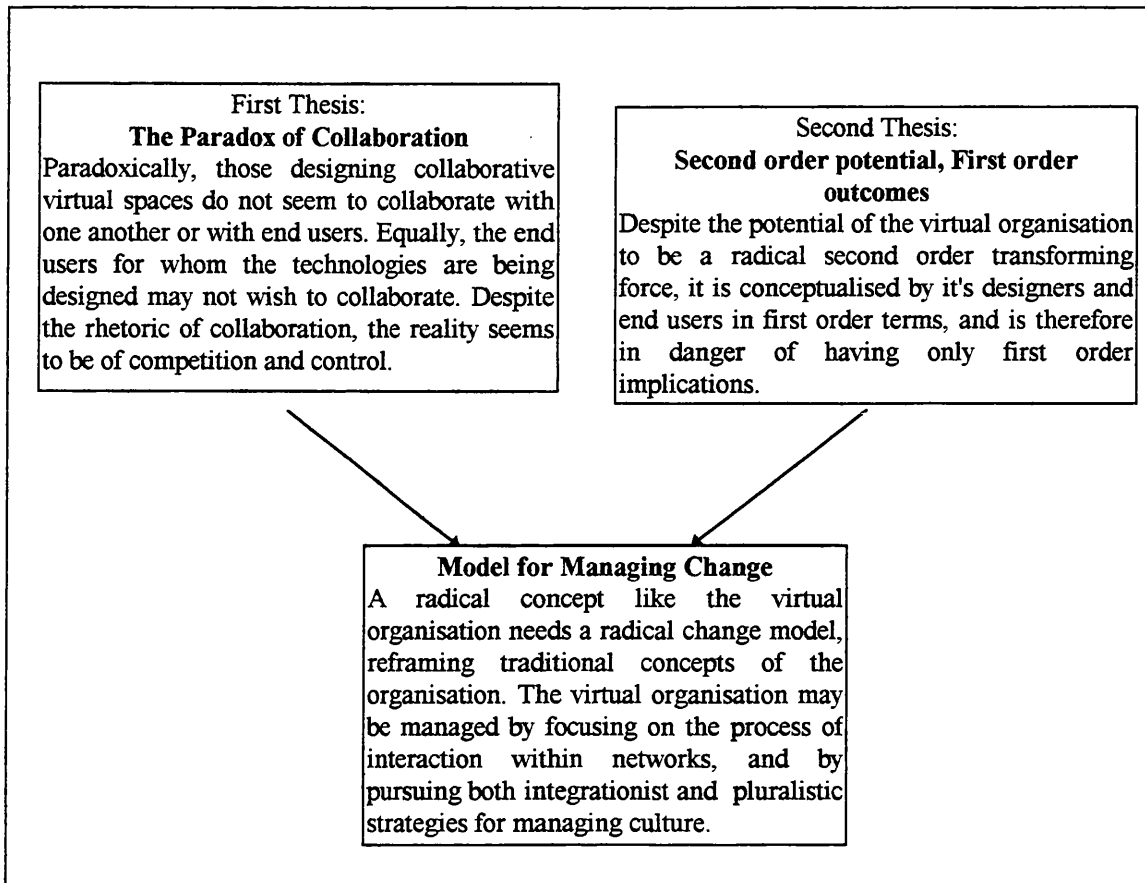 First Thesis:
The Paradox of Collaboration
Paradoxically, those designing collaborative
virtual spaces do not seem to collaborate with
one another or with end users. Equally, the end
users for whom the technologies are being
designed may not wish to collaborate. Despite
the rhetoric of collaboration, the reality seems
to be of competition and control.
Second Thesis:
Second order potential, First order
outcomes
Despite the potential of the virtual organisation
to be a radical second order transforming
force, it is conceptualised by it's designers and
end users in first order terms, and is therefore
in danger of having only first order
implications.
Model for Managing Change
A radical concept like the virtual
organisation needs a radical change model,
reframing traditional concepts of the
organisation. The virtual organisation may
be managed by focusing on the process of
interaction within networks, and by
pursuing both integrationist and pluralistic
strategies for managing culture.